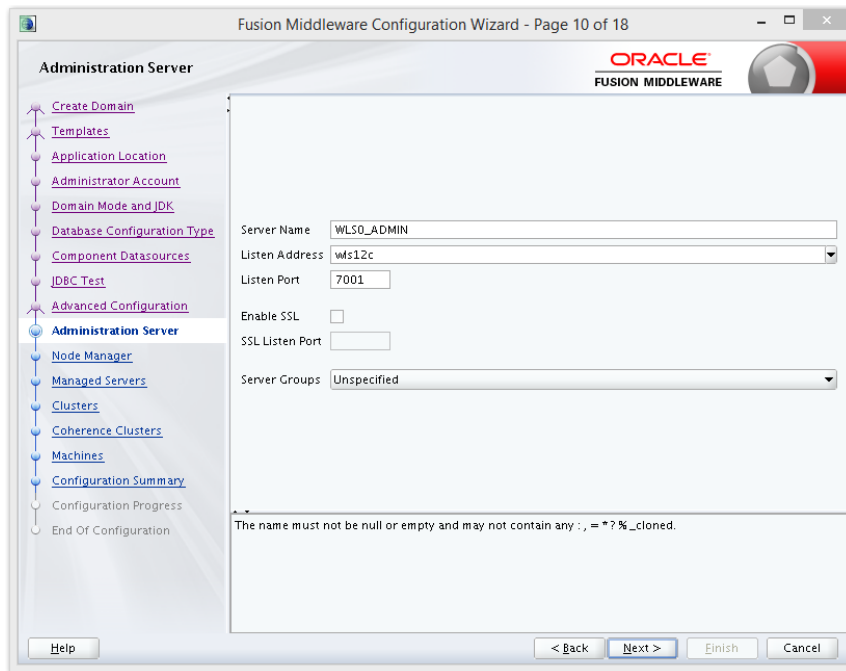 Fusion Middleware Configuration Wizard - Page 10 of 18
Administration Server
ORACLE
FUSION MIDDLEWARE
Create Domain
Templates
Application Location
Administrator Account
Domain Mode and JDK
Database Configuration Type
Component Datasources
JDBC Test
Advanced Configuration
Administration Server
Node Manager
Managed Servers
Clusters
Coherence Clusters
Machines
Configuration Summary
Configuration Progress
End Of Configuration
Server Name WLS0_ADMIN
Listen Address wls12c
Listen Port 7001
Enable SSL
SSL Listen Port
Server Groups Unspecified
The name must not be null or empty and may not contain any : , = * ? % _cloned.
Help
< Back
Next >
Finish
Cancel